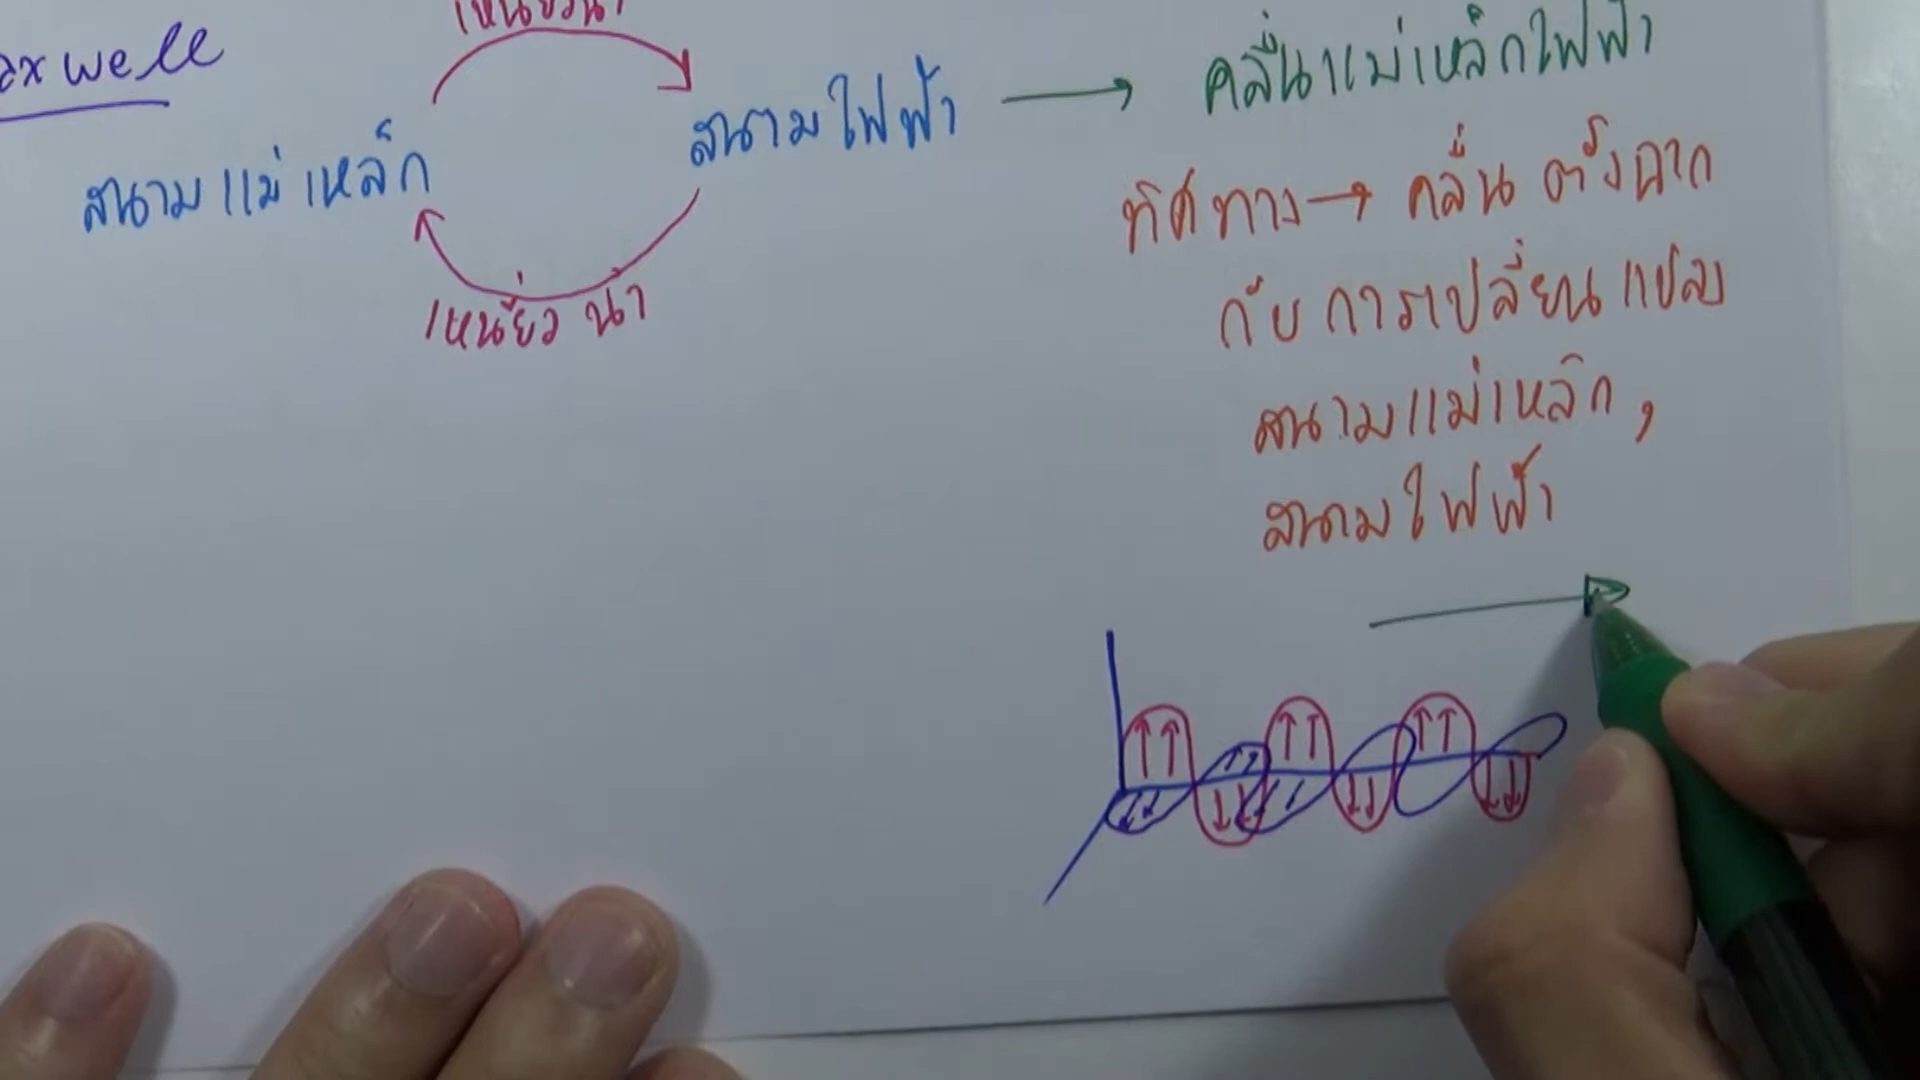 axwell
เหนี่ยวนำ
สนามแม่เหล็ก
สนามไฟฟ้า → คลื่นแม่เหล็กไฟฟ้า
เหนี่ยวนำ
ทิศทาง → คลื่น ตั้งฉาก
กับการเปลี่ยนแปลง
สนามแม่เหล็ก,
สนามไฟฟ้า